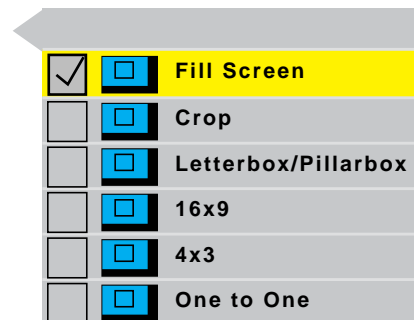 Fill Screen
Crop
Letterbox/Pillarbox
16x9
4x3
One to One